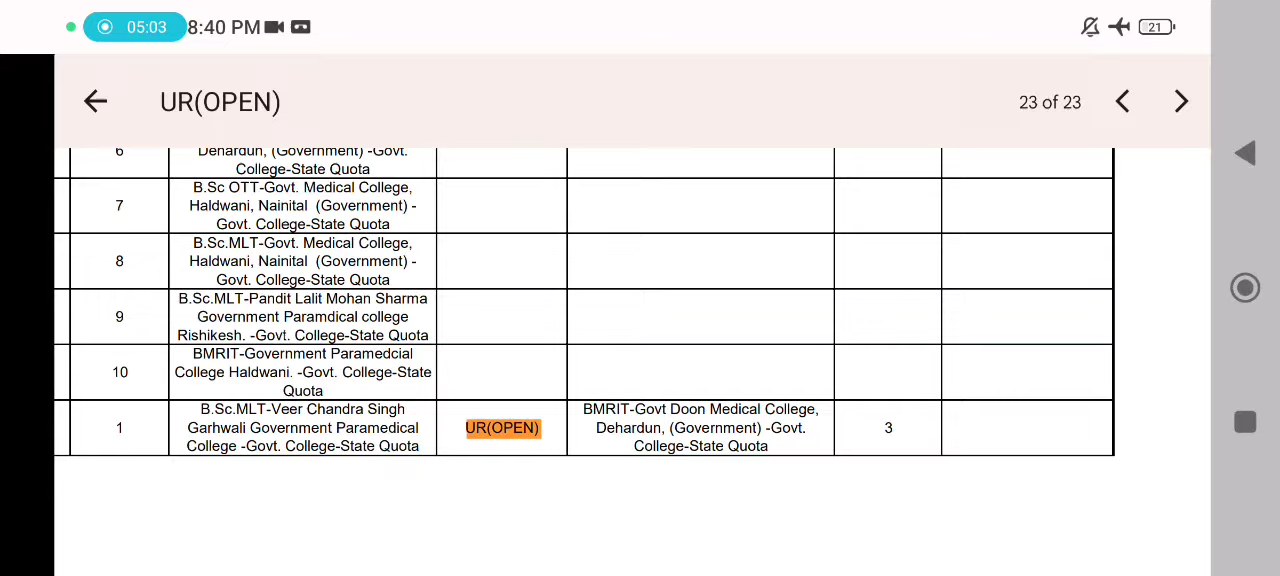 05:03 8:40 PM 21
UR(OPEN) 23 of 23
6 Dehardun, (Government) -Govt.
College-State Quota
B.Sc OTT-Govt. Medical College,
7 Haldwani, Nainital (Government) -
Govt. College-State Quota
B.Sc.MLT-Govt. Medical College,
8 Haldwani, Nainital (Government) -
Govt. College-State Quota
B.Sc.MLT-Pandit Lalit Mohan Sharma
9 Government Paramdical college
Rishikesh. -Govt. College-State Quota
BMRIT-Government Paramedcial
10 College Haldwani. -Govt. College-State
Quota
B.Sc.MLT-Veer Chandra Singh BMRIT-Govt Doon Medical College,
1 Garhwali Government Paramedical UR(OPEN) Dehardun, (Government) -Govt. 3
College -Govt. College-State Quota College-State Quota